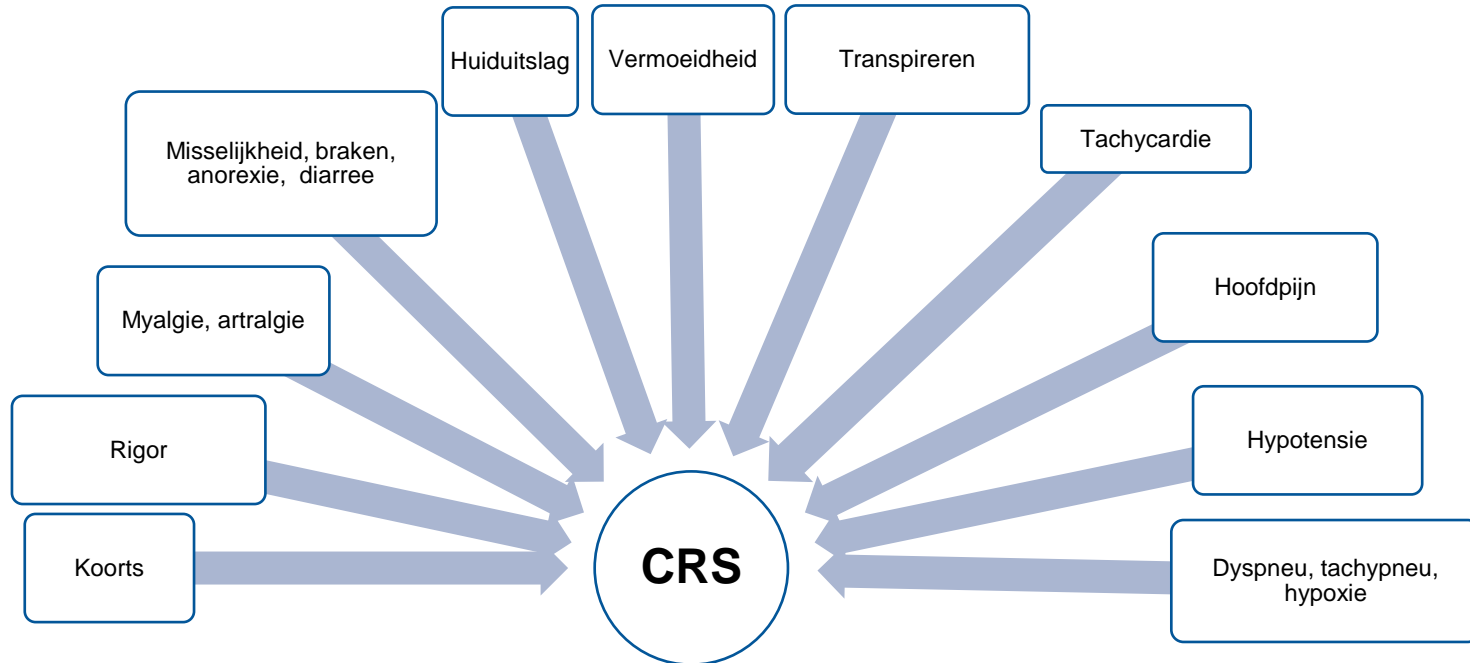 Huiduitslag
Vermoeidheid
Transpireren
Tachycardie
Misselijkheid, braken,
anorexie, diarree
Hoofdpijn
Myalgie, artralgie
Hypotensie
Rigor
Koorts
CRS
Dyspneu, tachypneu,
hypoxie